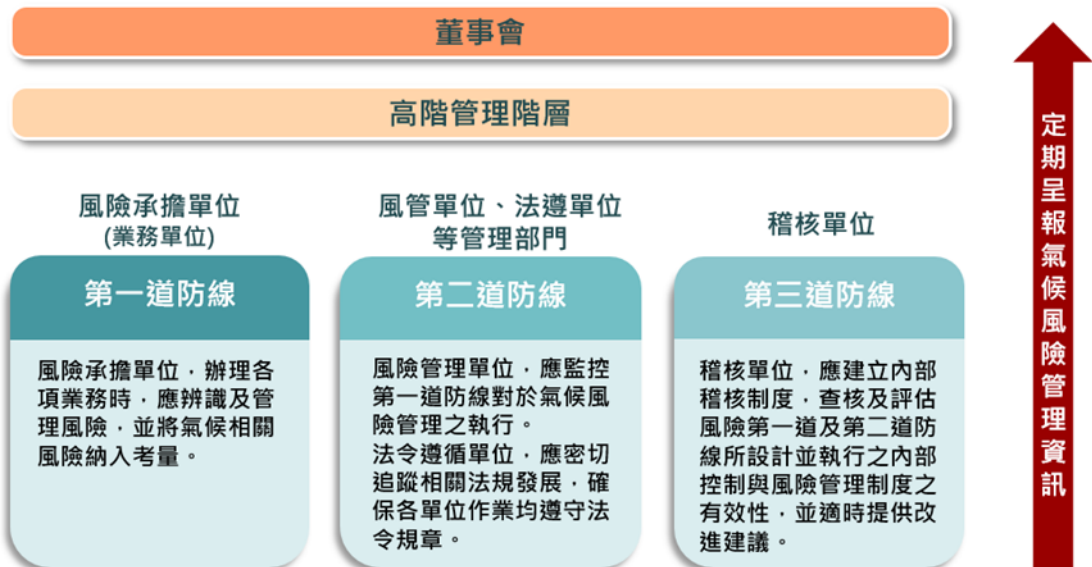 董事會
高階管理階層
風險承擔單位
(業務單位)
第一道防線
風險承擔單位，辦理各
項業務時，應辨識及管
理風險，並將氣候相關
風險納入考量。
風管單位、法遵單位
等管理部門
第二道防線
風險管理單位，應監控
第一道防線對於氣候風
險管理之執行。
法令遵循單位，應密切
追蹤相關法規發展，確
保各單位作業均遵守法
令規章。
稽核單位
第三道防線
稽核單位，應建立內部
稽核制度，查核及評估
風險第一道及第二道防
線所設計並執行之內部
控制與風險管理制度之
有效性，並適時提供改
進建議。
定期呈報氣候風險管理資訊